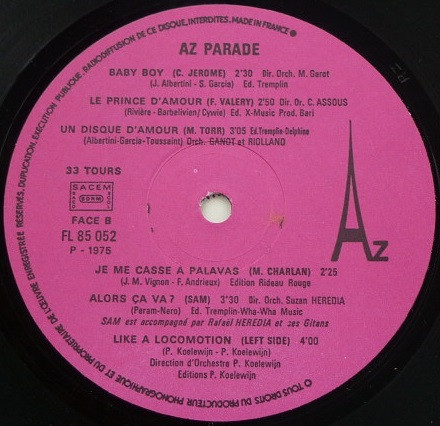 EXECUTION PUBLIQUE, RADIODIFFUSION DE CE DISQUE, INTERDITES. MADE IN FRANCE
AZ PARADE
BABY BOY (C. JEROME) 2'30 Dir. Orch. M. Garot
(J. Albertini - S. Garcia) Ed. Tremplin
LE PRINCE D'AMOUR (F. VALERY) 2'50 Dir. Or. C. ASSOUS
(Rivière - Barbelivien/Cywie) Ed. X-Music Prod. Bari
UN DISQUE D'AMOUR (M. TORR) 3'05 Ed.Tremplin-Delphine
(Albertini-Garcia-Toussaint) Orch. GANOT et RIOLLAND
33 TOURS
SACEM
SDRM
FACE B
FL 85 052
P - 1975
Az
JE ME CASSE A PALAVAS (M. CHARLAN) 2'25
(J. M. Vignon - F. Andrieux) Edition Rideau Rouge
ALORS ÇA VA ? (SAM) 3'30 Dir. Orch. Suzan HEREDIA
(Peram-Nero) Ed. Tremplin-Wha-Wha Music
SAM est accompagné par Rafaël HEREDIA et ses Gitans
LIKE A LOCOMOTION (LEFT SIDE) 4'00
(P. Koelewijn - P. Koelewijn)
Direction d'Orchestre P. Koelewijn
Editions P. Koelewijn
TOUS DROITS DU PRODUCTEUR PHONOGRAPHIQUE ET DU PROPRIETAIRE DE L'ŒUVRE ENREGISTREE RESERVES. DUPLICATION,